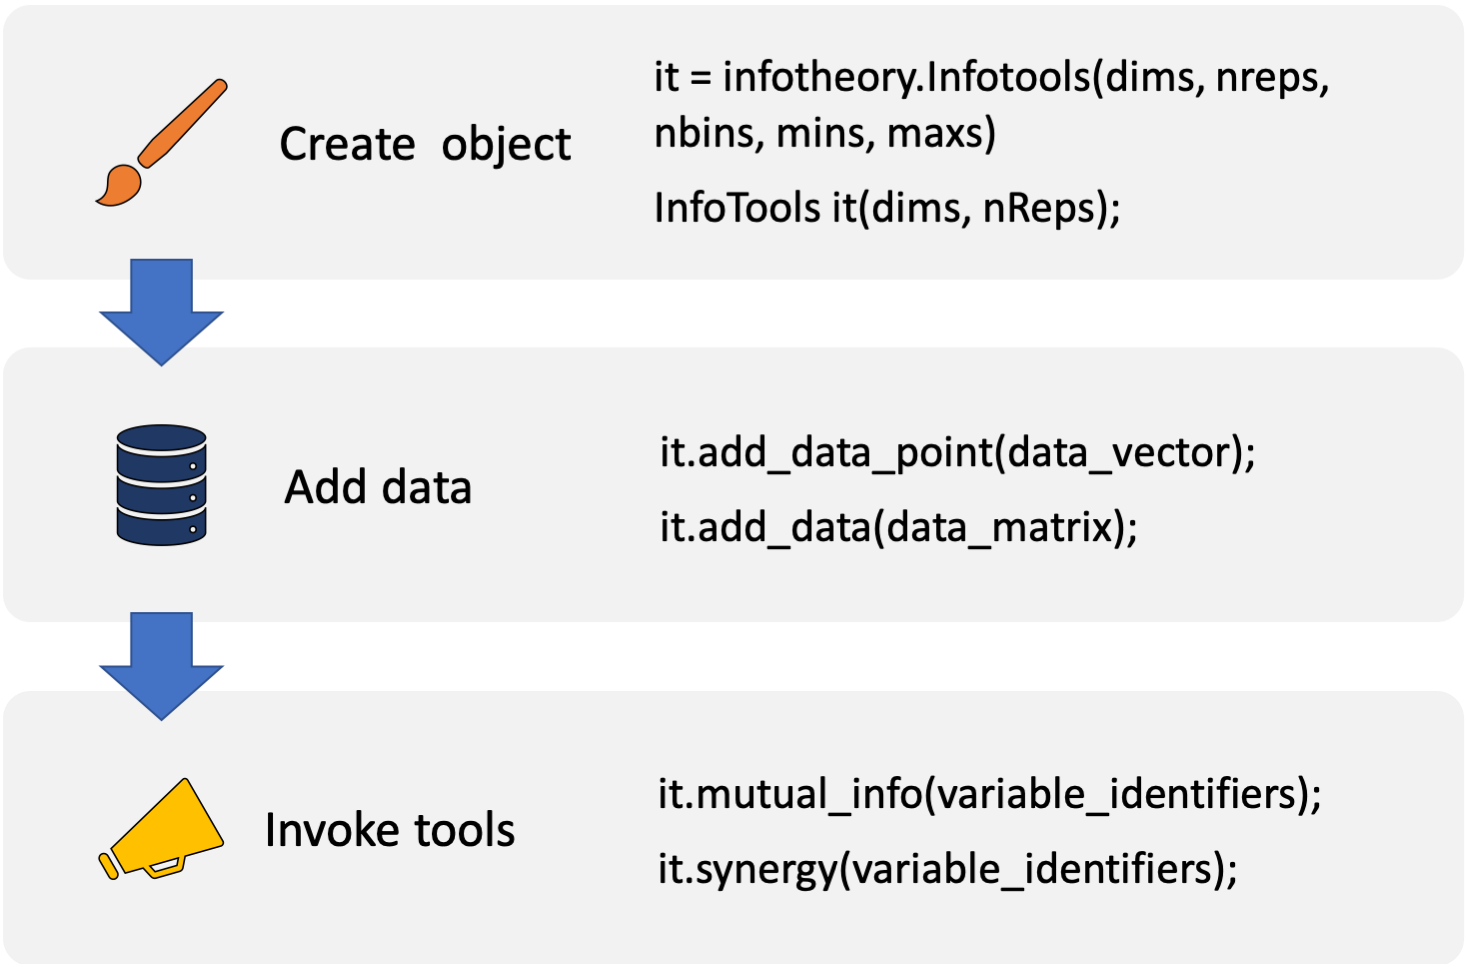 Create object
it = infotheory.Infotools(dims, nreps,
nbins, mins, maxs)
InfoTools it(dims, nReps);
Add data
it.add_data_point(data_vector);
it.add_data(data_matrix);
Invoke tools
it.mutual_info(variable_identifiers);
it.synergy(variable_identifiers);